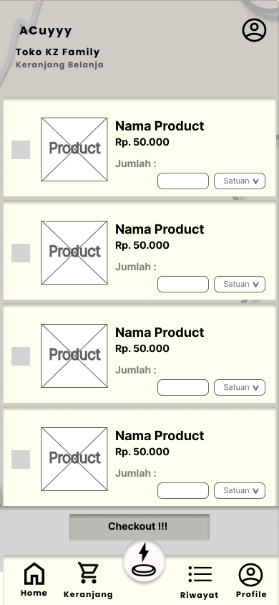 ACuyyy
Toko KZ Family
Keranjang Belanja
Product
Nama Product
Rp. 50.000
Jumlah :
Satuan
Product
Nama Product
Rp. 50.000
Jumlah :
Satuan
Product
Nama Product
Rp. 50.000
Jumlah :
Satuan
Product
Nama Product
Rp. 50.000
Jumlah :
Satuan
Checkout !!!
Home Keranjang Riwayat Profile